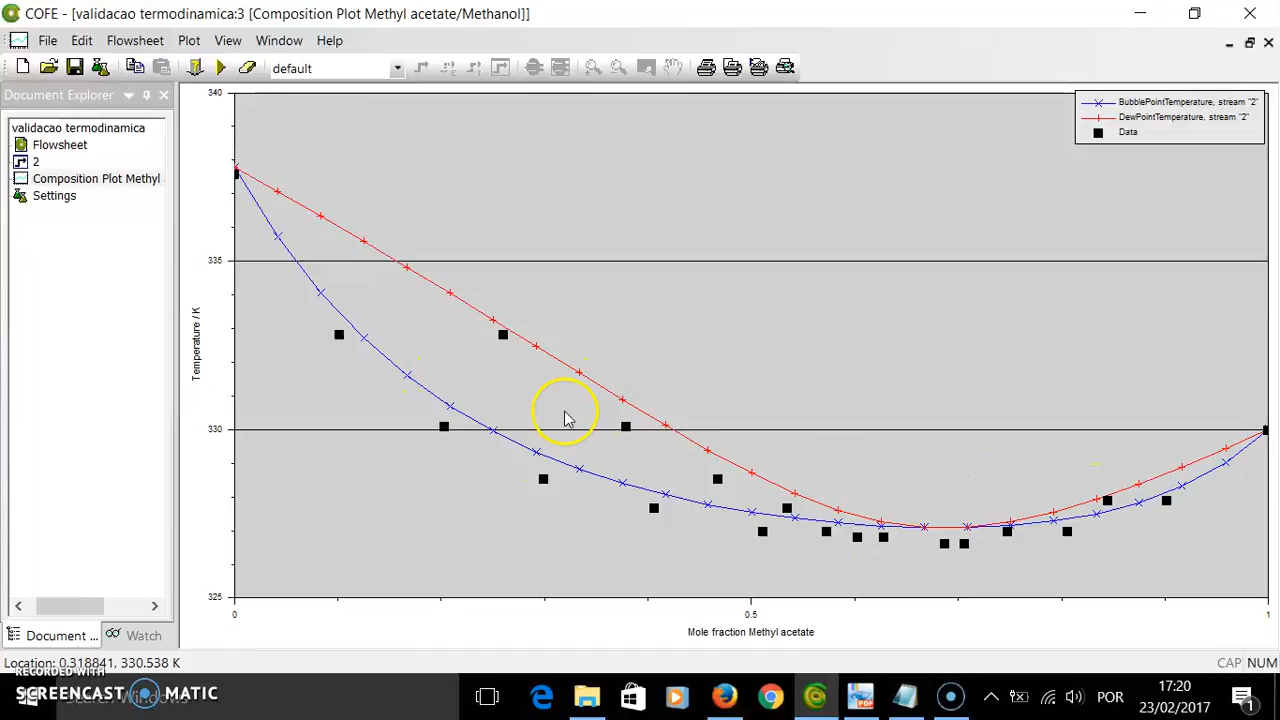 COFE - [validacao termodinamica:3 [Composition Plot Methyl acetate/Methanol]]
File Edit Flowsheet Plot View Window Help
default
Document Explorer
validacao termodinamica
Flowsheet
2
Composition Plot Methyl
Settings
Document ... Watch
BubblePointTemperature, stream "2"
DewPointTemperature, stream "2"
Data
340
335
330
325
Temperature / K
0 0.5 1
Mole fraction Methyl acetate
Location: 0.318841, 330.538 K CAP NUM
RECORDED WITH
SCREENCAST MATIC
Search Windows
POR
17:20
23/02/2017
1